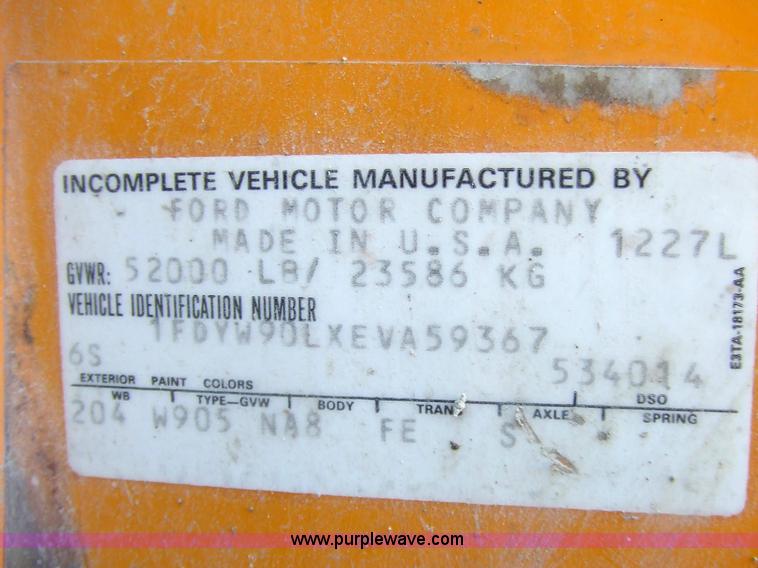 INCOMPLETE VEHICLE MANUFACTURED BY
FORD MOTOR COMPANY
MADE IN U.S.A. 1227L
GVWR: 52000 LB/ 23586 KG
VEHICLE IDENTIFICATION NUMBER
1FDYW90LXEVA59367
6S 534014
EXTERIOR PAINT COLORS DSO
WB TYPE-GVW BODY TRAN AXLE SPRING
204 W905 NA8 FE S
E3TA-18173-AA
www.purplewave.com